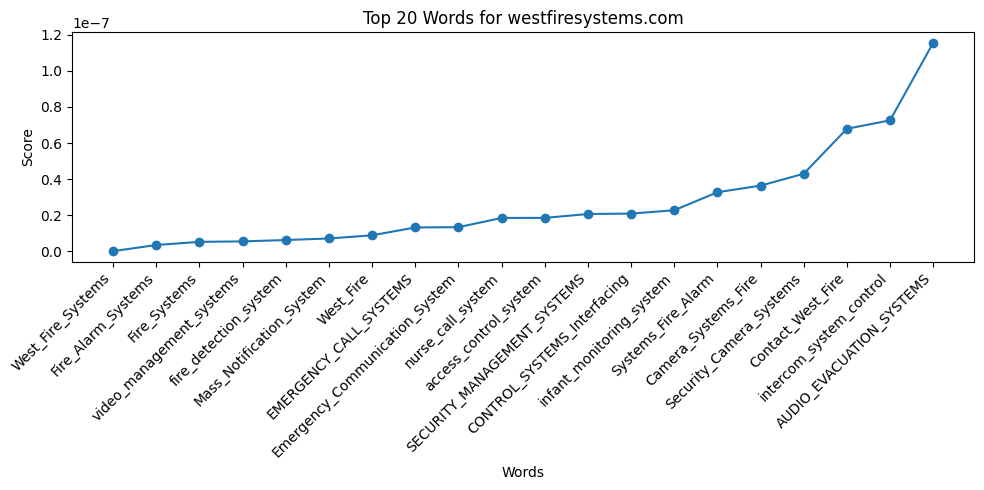 Top 20 Words for westfiresystems.com
1e−7
1.2
1.0
0.8
0.6
0.4
0.2
0.0
Score
West_Fire_Systems
Fire_Alarm_Systems
Fire_Systems
video_management_systems
fire_detection_system
Mass_Notification_System
West_Fire
EMERGENCY_CALL_SYSTEMS
Emergency_Communication_System
nurse_call_system
access_control_system
SECURITY_MANAGEMENT_SYSTEMS
CONTROL_SYSTEMS_Interfacing
infant_monitoring_system
Systems_Fire_Alarm
Camera_Systems_Fire
Security_Camera_Systems
Contact_West_Fire
intercom_system_control
AUDIO_EVACUATION_SYSTEMS
Words